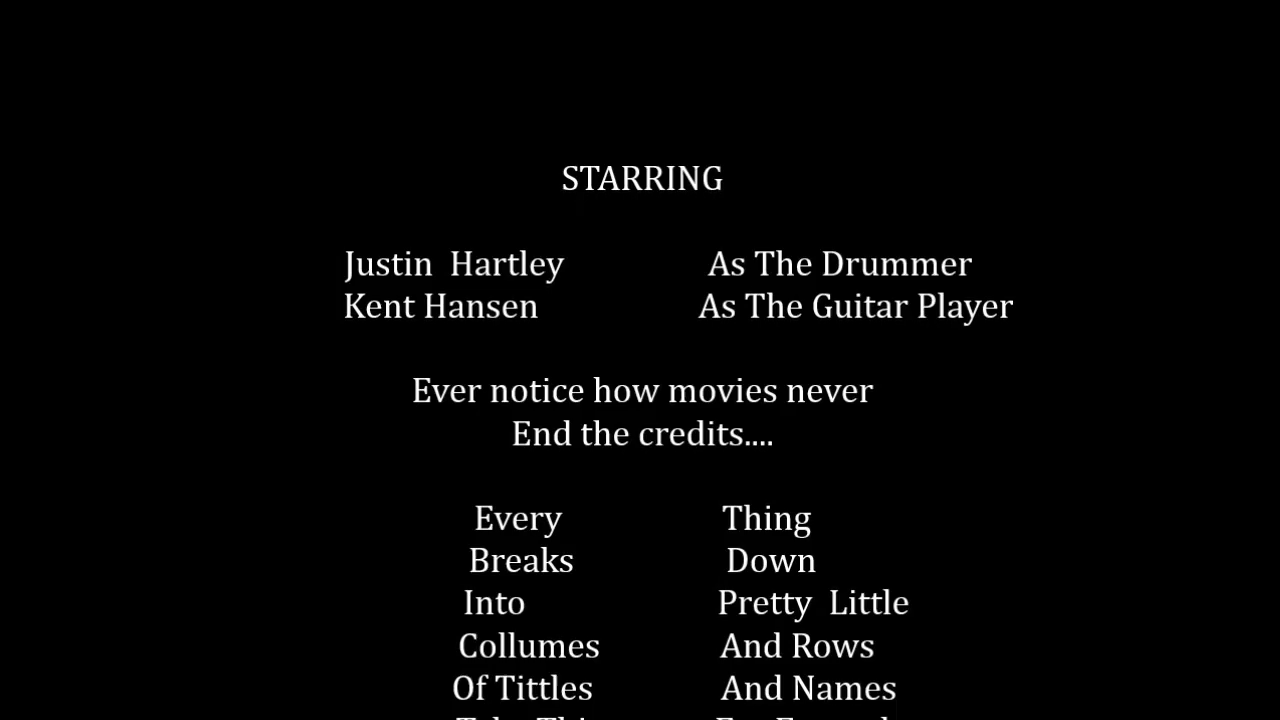 STARRING
Justin Hartley As The Drummer
Kent Hansen As The Guitar Player
Ever notice how movies never
End the credits....
Every Thing
Breaks Down
Into Pretty Little
Collumes And Rows
Of Tittles And Names